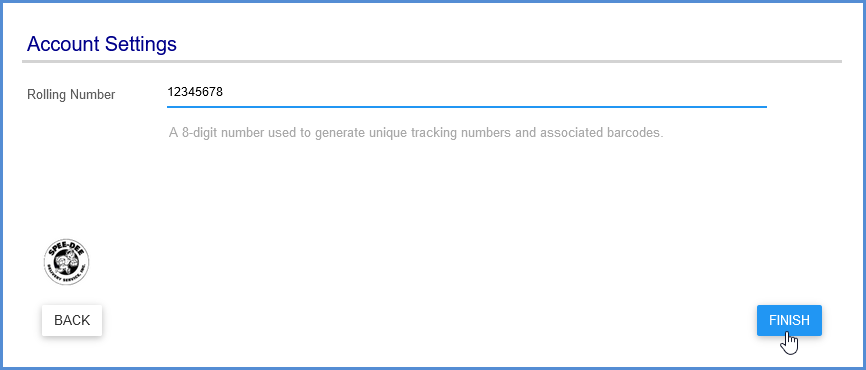 Account Settings
Rolling Number
12345678
A 8-digit number used to generate unique tracking numbers and associated barcodes.
SPEE-DEE
DELIVERY SERVICE, INC.
BACK
FINISH